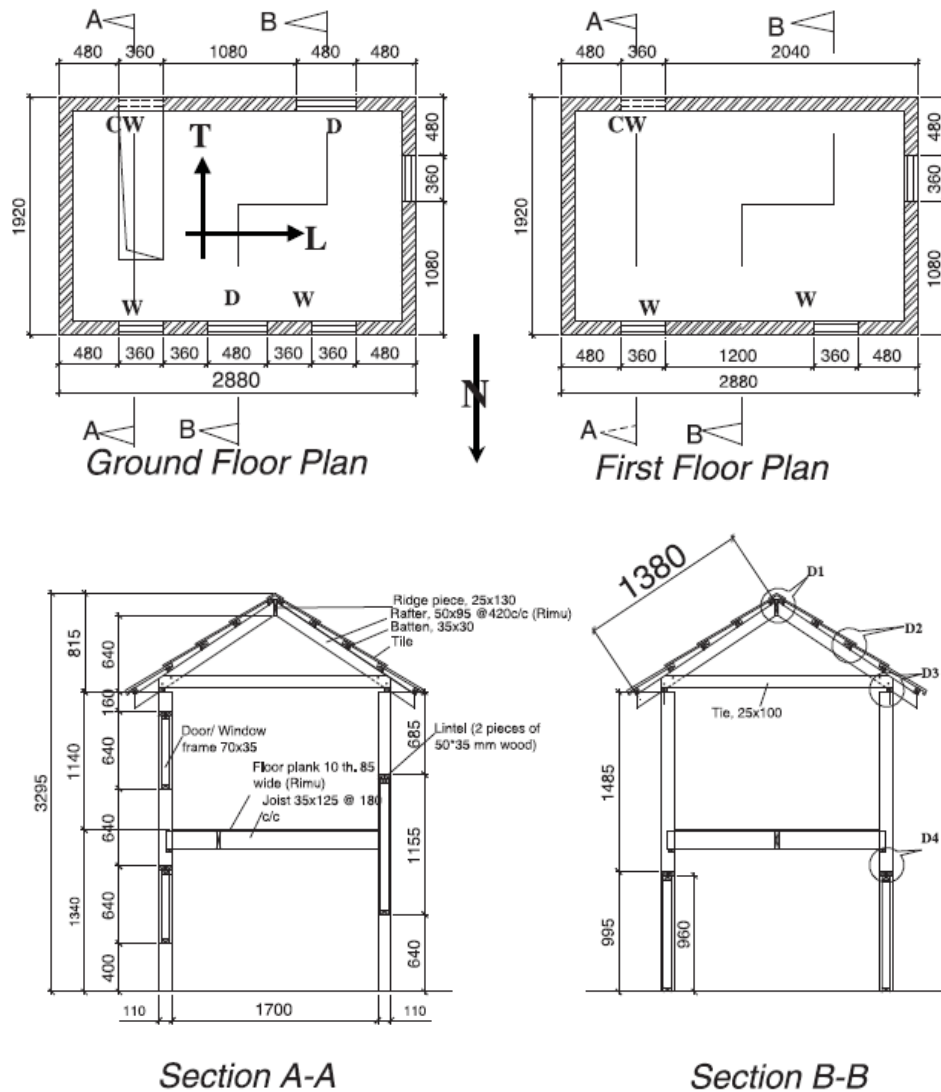 A
B
480 360 1080 480 480
CW
D
T
L
1920
480
360
1080
W
D
W
480 360 360 480 360 360 480
2880
A
B
Ground Floor Plan
N
A
B
480 360 2040
CW
1920
480
360
1080
W
W
480 360 1200 360 480
2880
A
B
First Floor Plan
Ridge piece, 25x130
Rafter, 50x95 @420c/c (Rimu)
Batten, 35x30
Tile
815
640
160
3295
1140
640
Door/ Window
frame 70x35
Floor plank 10 th. 85
wide (Rimu)
Joist 35x125 @ 180
c/c
Lintel (2 pieces of
50*35 mm wood)
685
640
1155
1340
640
400
640
110 1700 110
Section A-A
1380
D1
D2
D3
Tie, 25x100
1485
D4
995
960
Section B-B